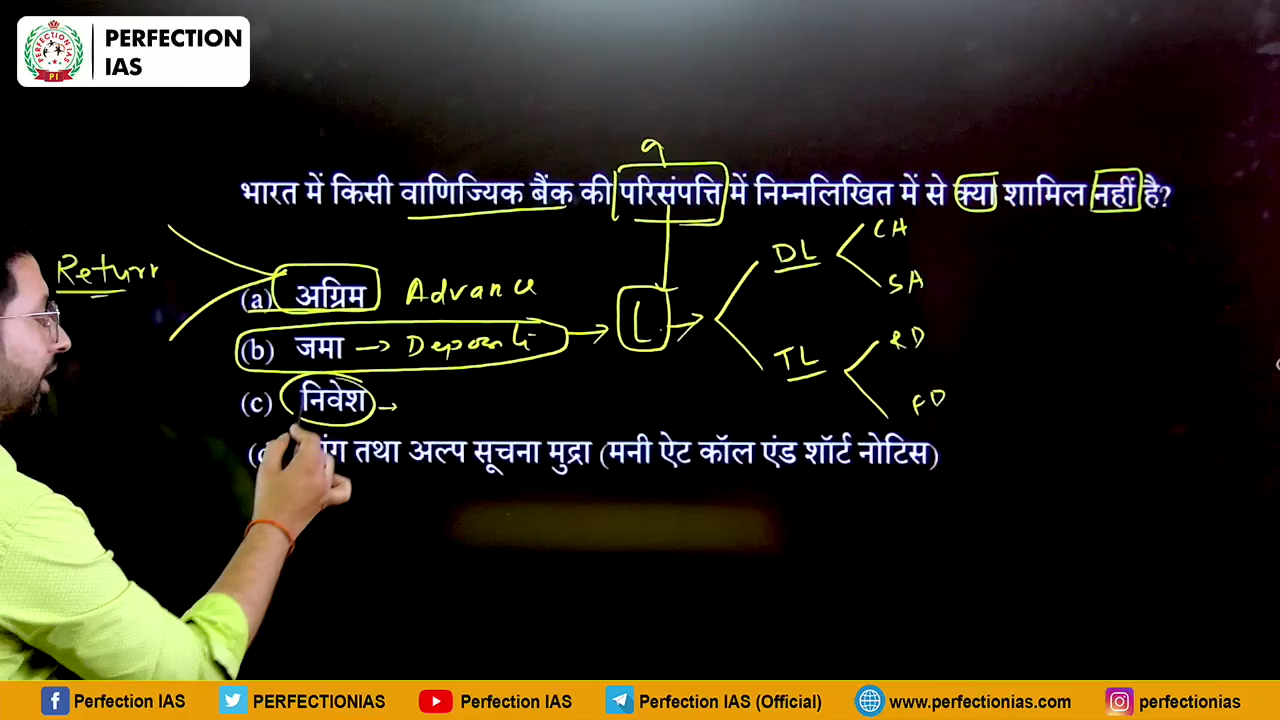 PERFECTION
IAS
a
भारत में किसी वाणिज्यिक बैंक की परिसंपत्ति में निम्नलिखित में से क्या शामिल नहीं है?
Return
(a) अग्रिम Advance
(b) जमा → Deposit
(c) निवेश
तथा अल्प सूचना मुद्रा (मनी ऐट कॉल एंड शॉर्ट नोटिस)
L
DL
SA
TL
RD
FD
Perfection IAS
PERFECTIONIAS
Perfection IAS
Perfection IAS (Official)
www.perfectionias.com
perfectionias